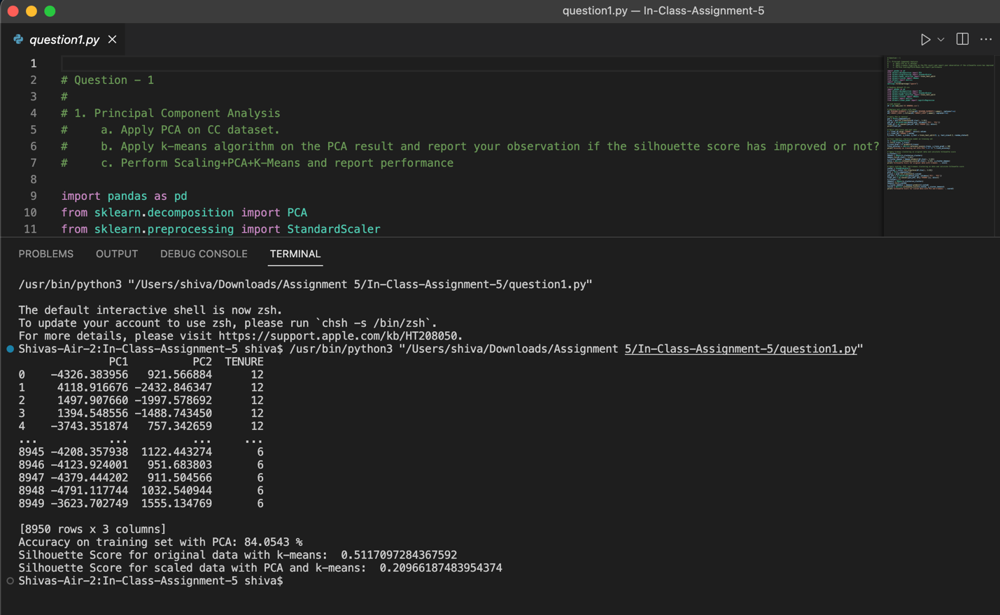 question1.py — In-Class-Assignment-5
question1.py
1
2 # Question - 1
3 #
4 # 1. Principal Component Analysis
5 #     a. Apply PCA on CC dataset.
6 #     b. Apply k-means algorithm on the PCA result and report your observation if the silhouette score has improved or not?
7 #     c. Perform Scaling+PCA+K-Means and report performance
8
9 import pandas as pd
10 from sklearn.decomposition import PCA
11 from sklearn.preprocessing import StandardScaler
PROBLEMS OUTPUT DEBUG CONSOLE TERMINAL
/usr/bin/python3 "/Users/shiva/Downloads/Assignment 5/In-Class-Assignment-5/question1.py"
The default interactive shell is now zsh.
To update your account to use zsh, please run `chsh -s /bin/zsh`.
For more details, please visit https://support.apple.com/kb/HT208050.
Shivas-Air-2:In-Class-Assignment-5 shiva$ /usr/bin/python3 "/Users/shiva/Downloads/Assignment 5/In-Class-Assignment-5/question1.py"
PC1 PC2 TENURE
0 -4326.383956 921.566884 12
1 4118.916676 -2432.846347 12
2 1497.907660 -1997.578692 12
3 1394.548556 -1488.743450 12
4 -3743.351874 757.342659 12
... ... ... ...
8945 -4208.357938 1122.443274 6
8946 -4123.924001 951.683803 6
8947 -4379.444202 911.504566 6
8948 -4791.117744 1032.540944 6
8949 -3623.702749 1555.134769 6
[8950 rows x 3 columns]
Accuracy on training set with PCA: 84.0543 %
Silhouette Score for original data with k-means:  0.5117097284367592
Silhouette Score for scaled data with PCA and k-means:  0.20966187483954374
Shivas-Air-2:In-Class-Assignment-5 shiva$